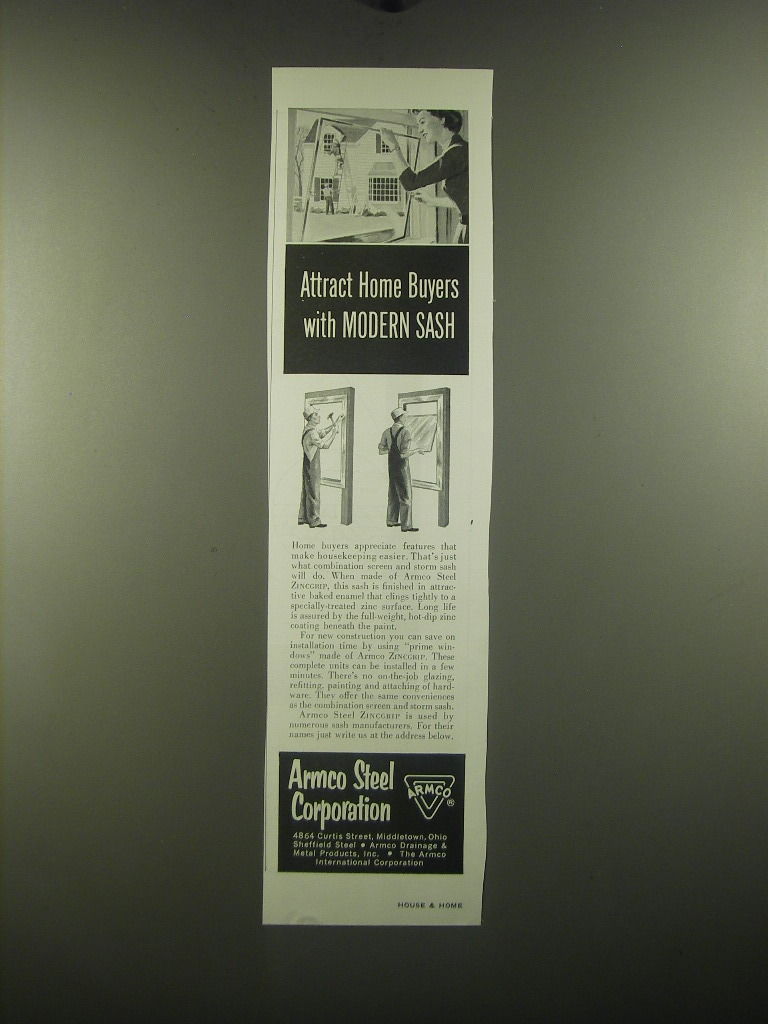 Attract Home Buyers
with MODERN SASH
Home buyers appreciate features that
make housekeeping easier. That's just
what combination screen and storm sash
will do. When made of Armco Steel
ZINCGRIP, this sash is finished in attrac-
tive baked enamel that clings tightly to a
specially-treated zinc surface. Long life
is assured by the full-weight, hot-dip zinc
coating beneath the paint.
For new construction you can save on
installation time by using "prime win-
dows" made of Armco ZINCGRIP. These
complete units can be installed in a few
minutes. There's no on-the-job glazing,
refitting, painting and attaching of hard-
ware. They offer the same conveniences
as the combination screen and storm sash.
Armco Steel ZINCGRIP is used by
numerous sash manufacturers. For their
names just write us at the address below.
Armco Steel
Corporation
ARMCO ®
4864 Curtis Street, Middletown, Ohio
Sheffield Steel • Armco Drainage &
Metal Products, Inc. • The Armco
International Corporation
HOUSE & HOME